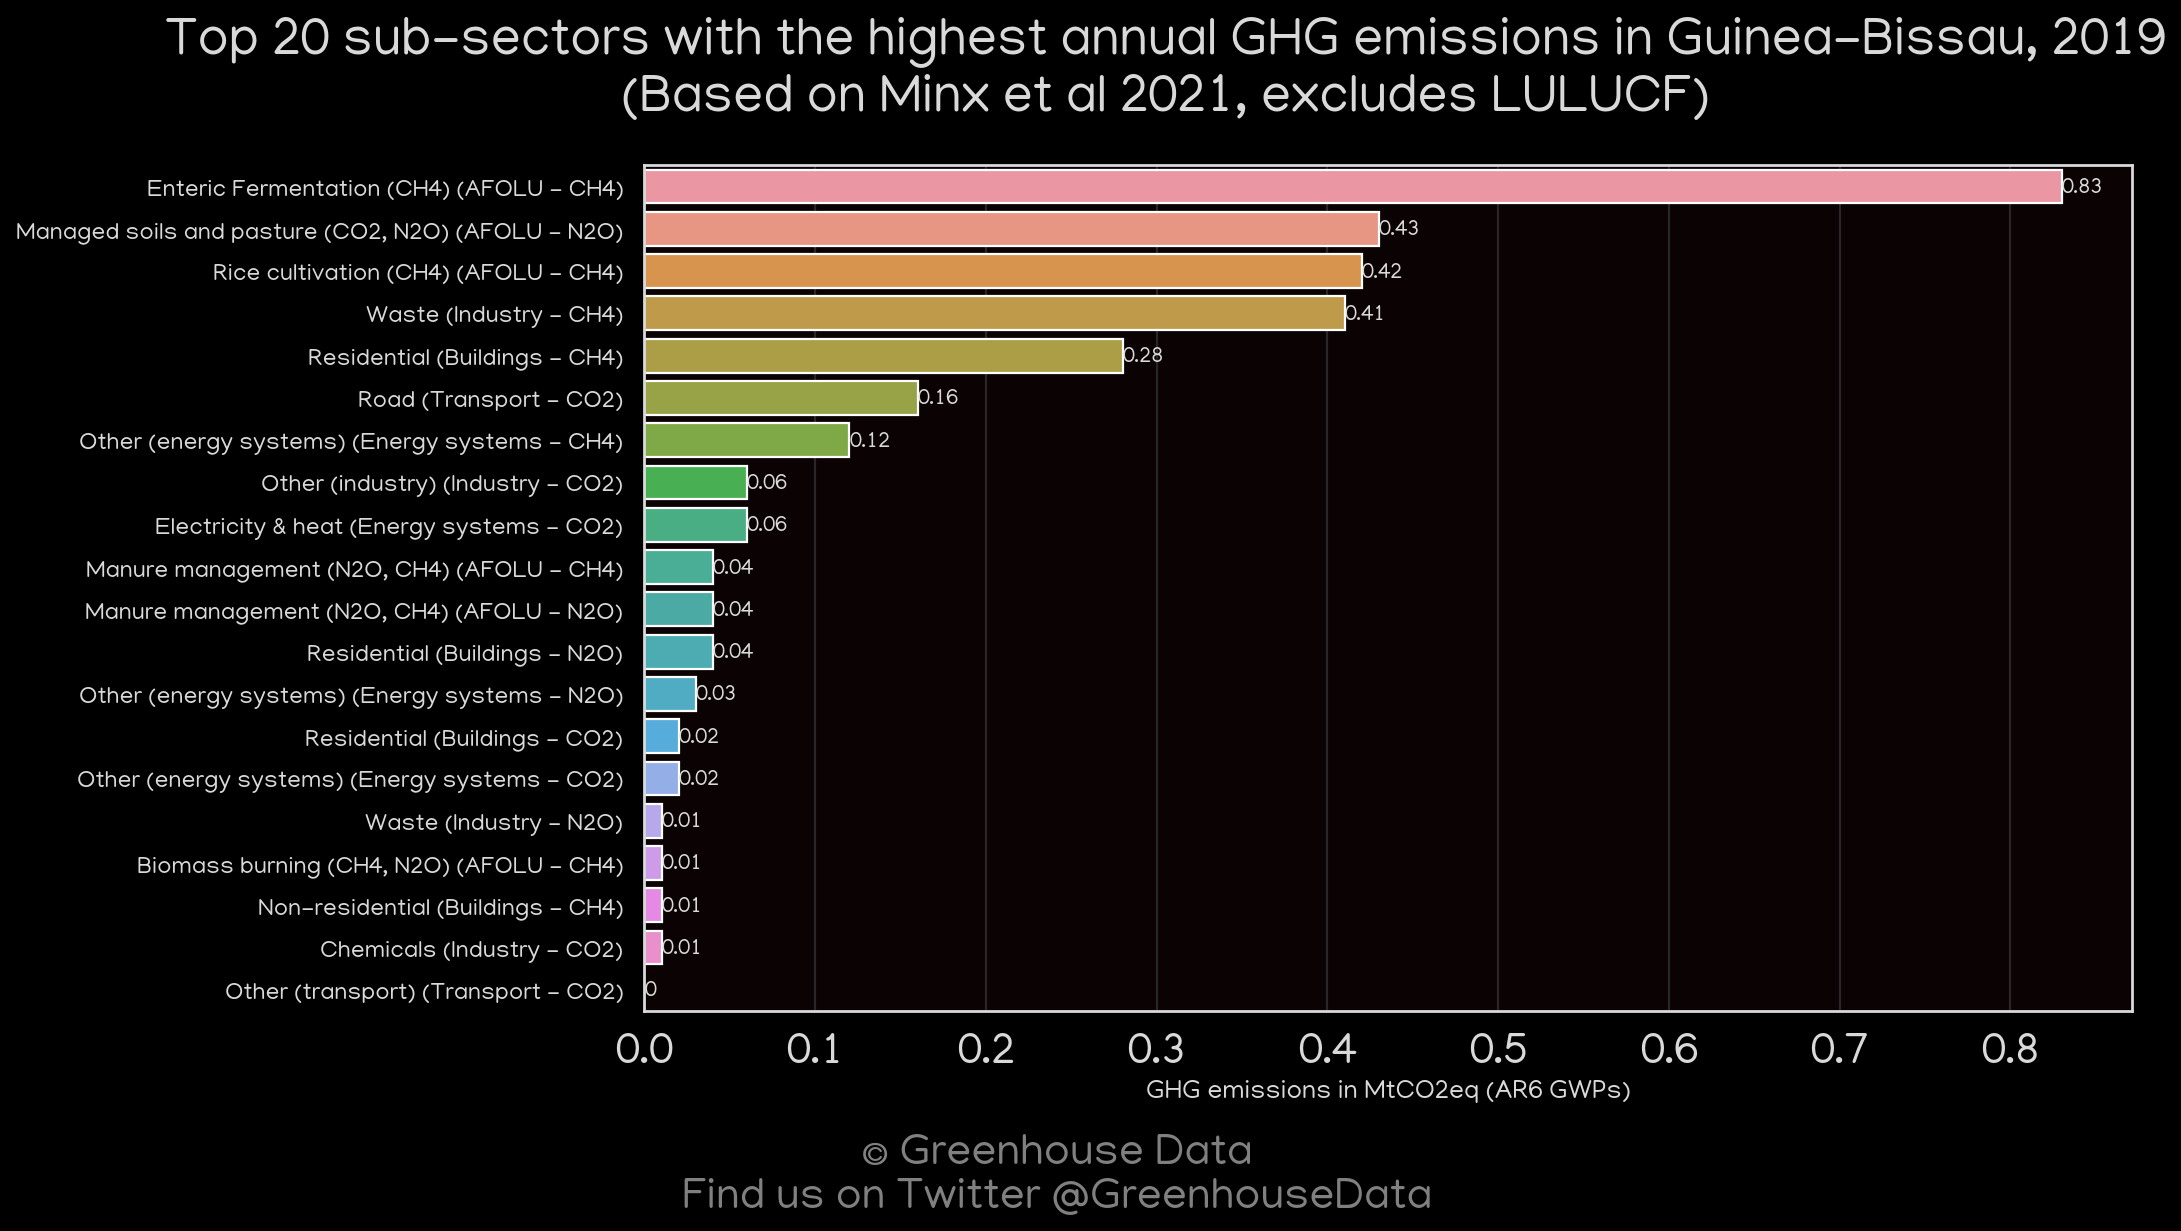 Top 20 sub-sectors with the highest annual GHG emissions in Guinea-Bissau, 2019
(Based on Minx et al 2021, excludes LULUCF)
Enteric Fermentation (CH4) (AFOLU - CH4) 0.83
Managed soils and pasture (CO2, N2O) (AFOLU - N2O) 0.43
Rice cultivation (CH4) (AFOLU - CH4) 0.42
Waste (Industry - CH4) 0.41
Residential (Buildings - CH4) 0.28
Road (Transport - CO2) 0.16
Other (energy systems) (Energy systems - CH4) 0.12
Other (industry) (Industry - CO2) 0.06
Electricity & heat (Energy systems - CO2) 0.06
Manure management (N2O, CH4) (AFOLU - CH4) 0.04
Manure management (N2O, CH4) (AFOLU - N2O) 0.04
Residential (Buildings - N2O) 0.04
Other (energy systems) (Energy systems - N2O) 0.03
Residential (Buildings - CO2) 0.02
Other (energy systems) (Energy systems - CO2) 0.02
Waste (Industry - N2O) 0.01
Biomass burning (CH4, N2O) (AFOLU - CH4) 0.01
Non-residential (Buildings - CH4) 0.01
Chemicals (Industry - CO2) 0.01
Other (transport) (Transport - CO2) 0
0.0 0.1 0.2 0.3 0.4 0.5 0.6 0.7 0.8
GHG emissions in MtCO2eq (AR6 GWPs)
© Greenhouse Data
Find us on Twitter @GreenhouseData